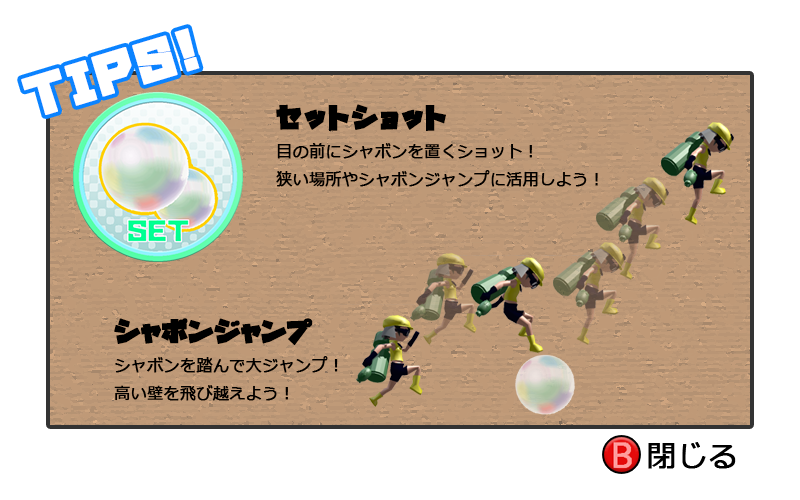 TIPS!
セットショット
目の前にシャボンを置くショット！
狭い場所やシャボンジャンプに活用しよう！
SET
シャボンジャンプ
シャボンを踏んで大ジャンプ！
高い壁を飛び越えよう！
B 閉じる